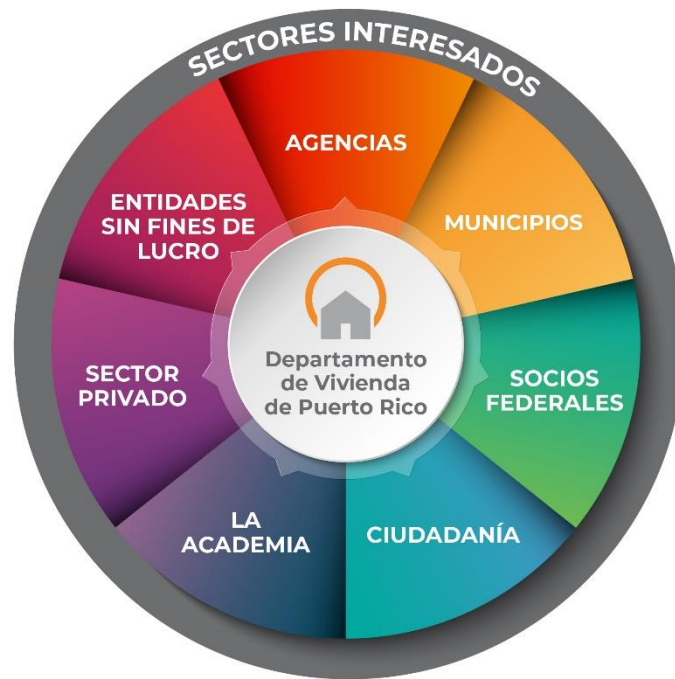 SECTORES INTERESADOS
AGENCIAS
MUNICIPIOS
SOCIOS
FEDERALES
CIUDADANÍA
LA
ACADEMIA
SECTOR
PRIVADO
ENTIDADES
SIN FINES DE
LUCRO
Departamento
de Vivienda
de Puerto Rico